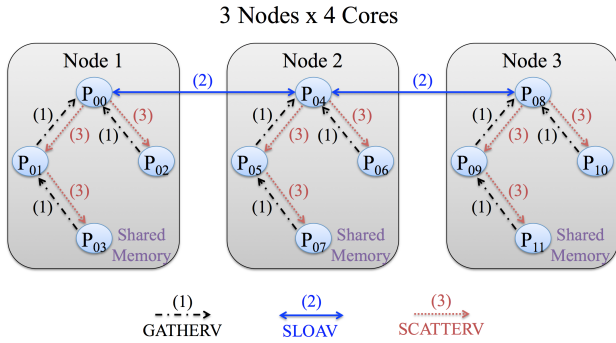 3 Nodes x 4 Cores
Node 1
Node 2
Node 3
P00
(2)
P04
(2)
P08
(1)
(3)
(3)
(1)
(1)
(3)
(3)
(1)
(1)
(3)
(3)
(1)
P01
P02
P05
P06
P09
P10
(3)
(1)
(3)
(1)
(3)
(1)
P03
Shared
Memory
P07
Shared
Memory
P11
Shared
Memory
(1)
GATHERV
(2)
SLOAV
(3)
SCATTERV